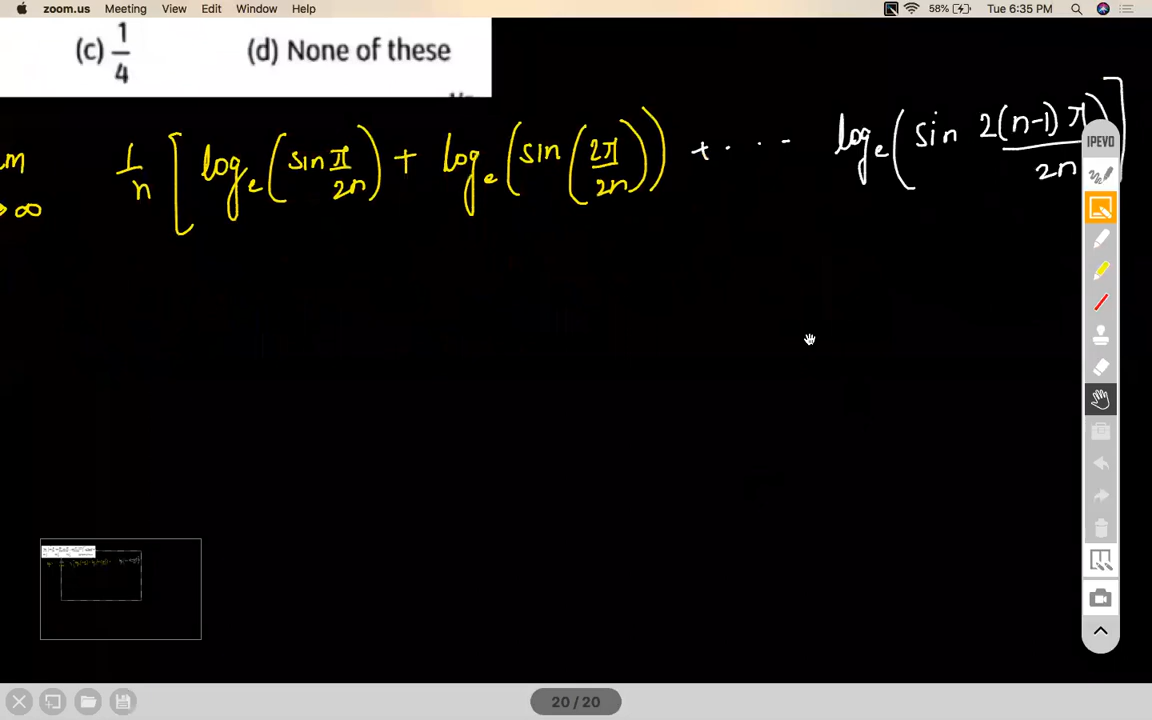 zoom.us Meeting View Edit Window Help 58% Tue 6:35 PM
(c) 1/4 (d) None of these
m → ∞ 1/n [ log_e ( sin π/2n ) + log_e ( sin ( 2π/2n ) ) + . . . - log_e ( sin 2(n-1)π/2n ) ]
IPEVO
20 / 20